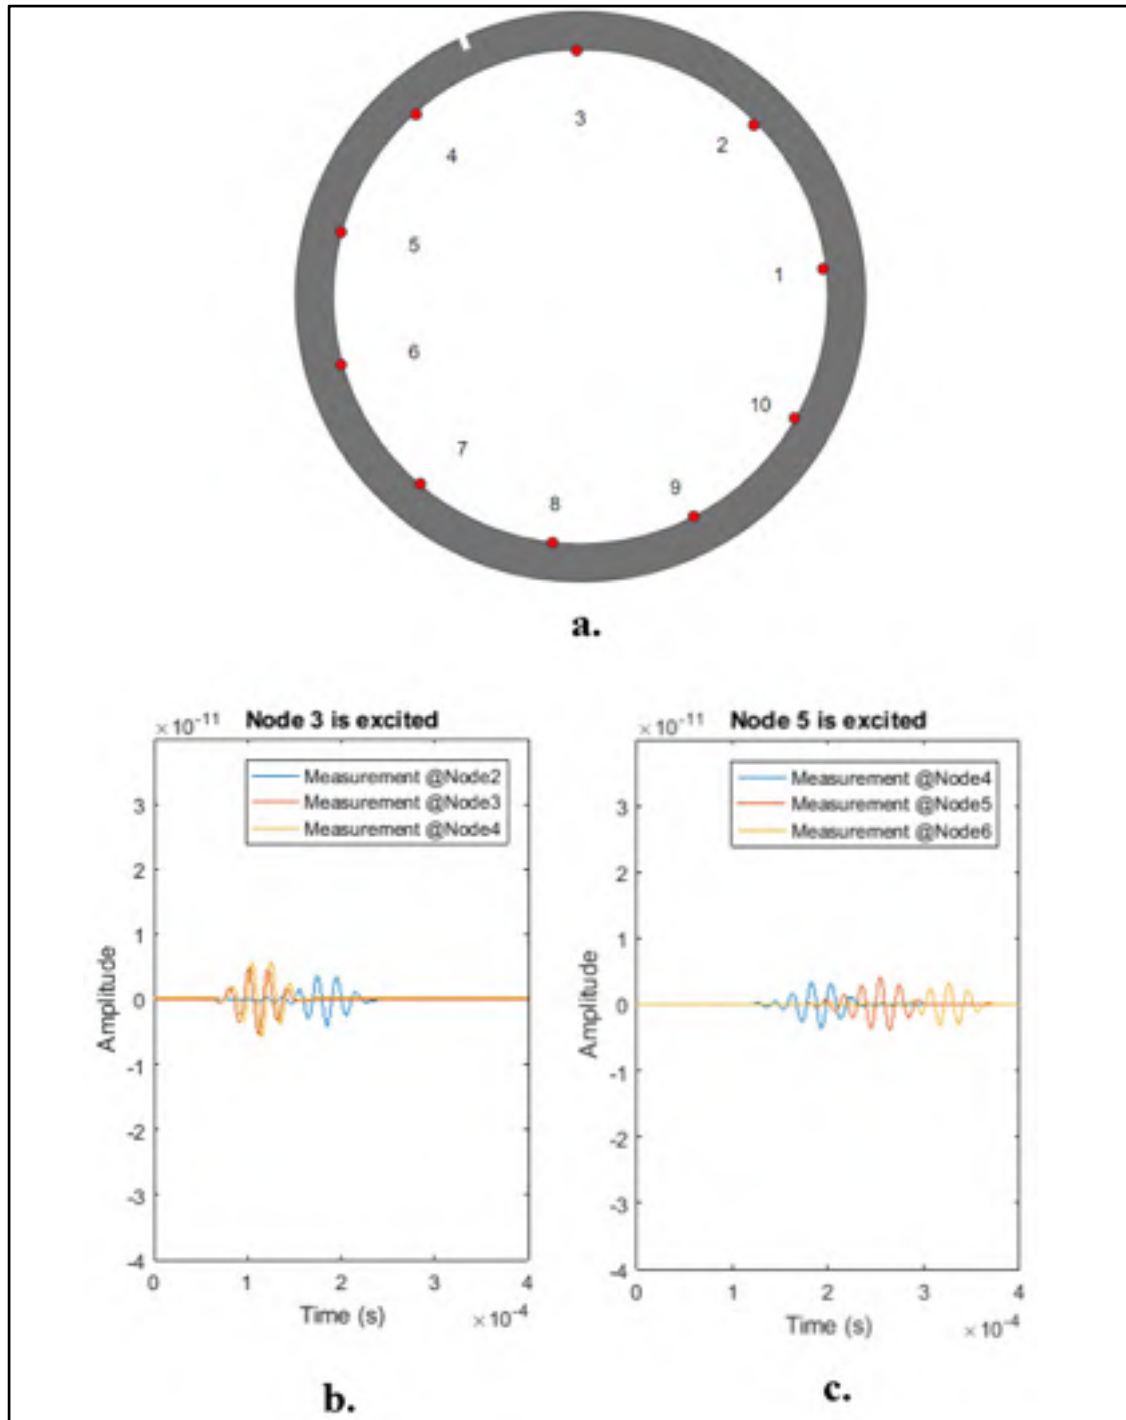 3
2
4
5
1
6
10
7
9
8
a.
×10-11 Node 3 is excited
Measurement @Node2
Measurement @Node3
Measurement @Node4
3
2
1
0
-1
-2
-3
-4
Amplitude
0 1 2 3 4
Time (s) ×10-4
b.
×10-11 Node 5 is excited
Measurement @Node4
Measurement @Node5
Measurement @Node6
3
2
1
0
-1
-2
-3
-4
Amplitude
0 1 2 3 4
Time (s) ×10-4
c.